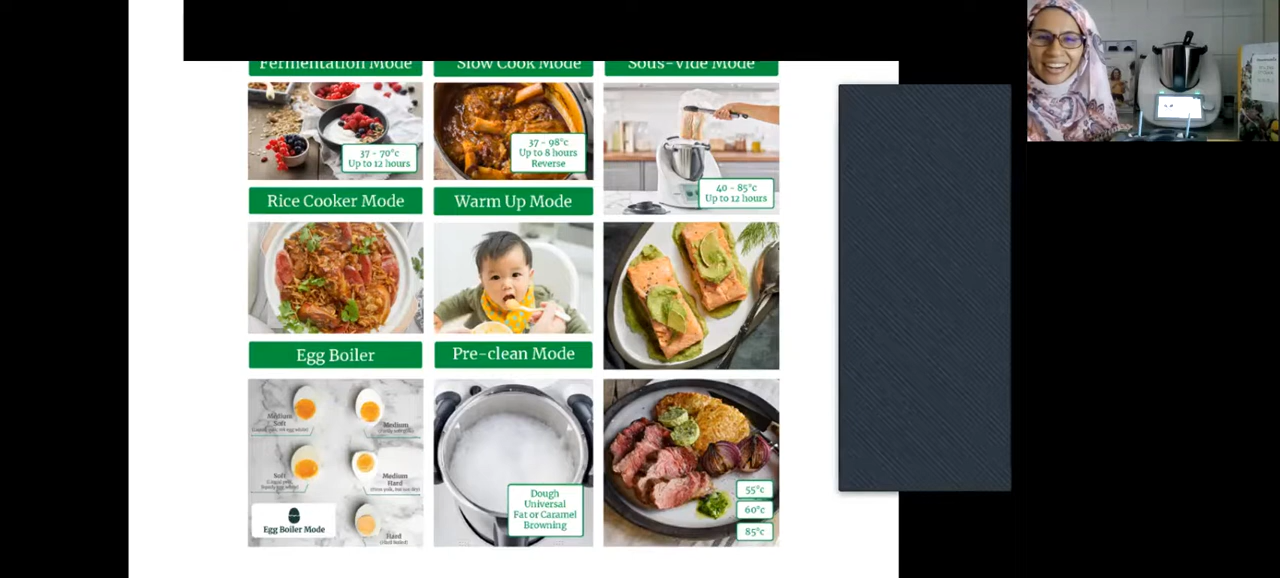 Fermentation Mode
Slow Cook Mode
Sous-Vide Mode
37 - 70°c
Up to 12 hours
37 - 98°c
Up to 8 hours
Reverse
40 - 85°c
Up to 12 hours
Rice Cooker Mode
Warm Up Mode
Egg Boiler
Pre-clean Mode
Medium
Soft
Medium
Soft
Medium
Hard
Hard
Egg Boiler Mode
Dough
Universal
Fat or Caramel
Browning
55°c
60°c
85°c